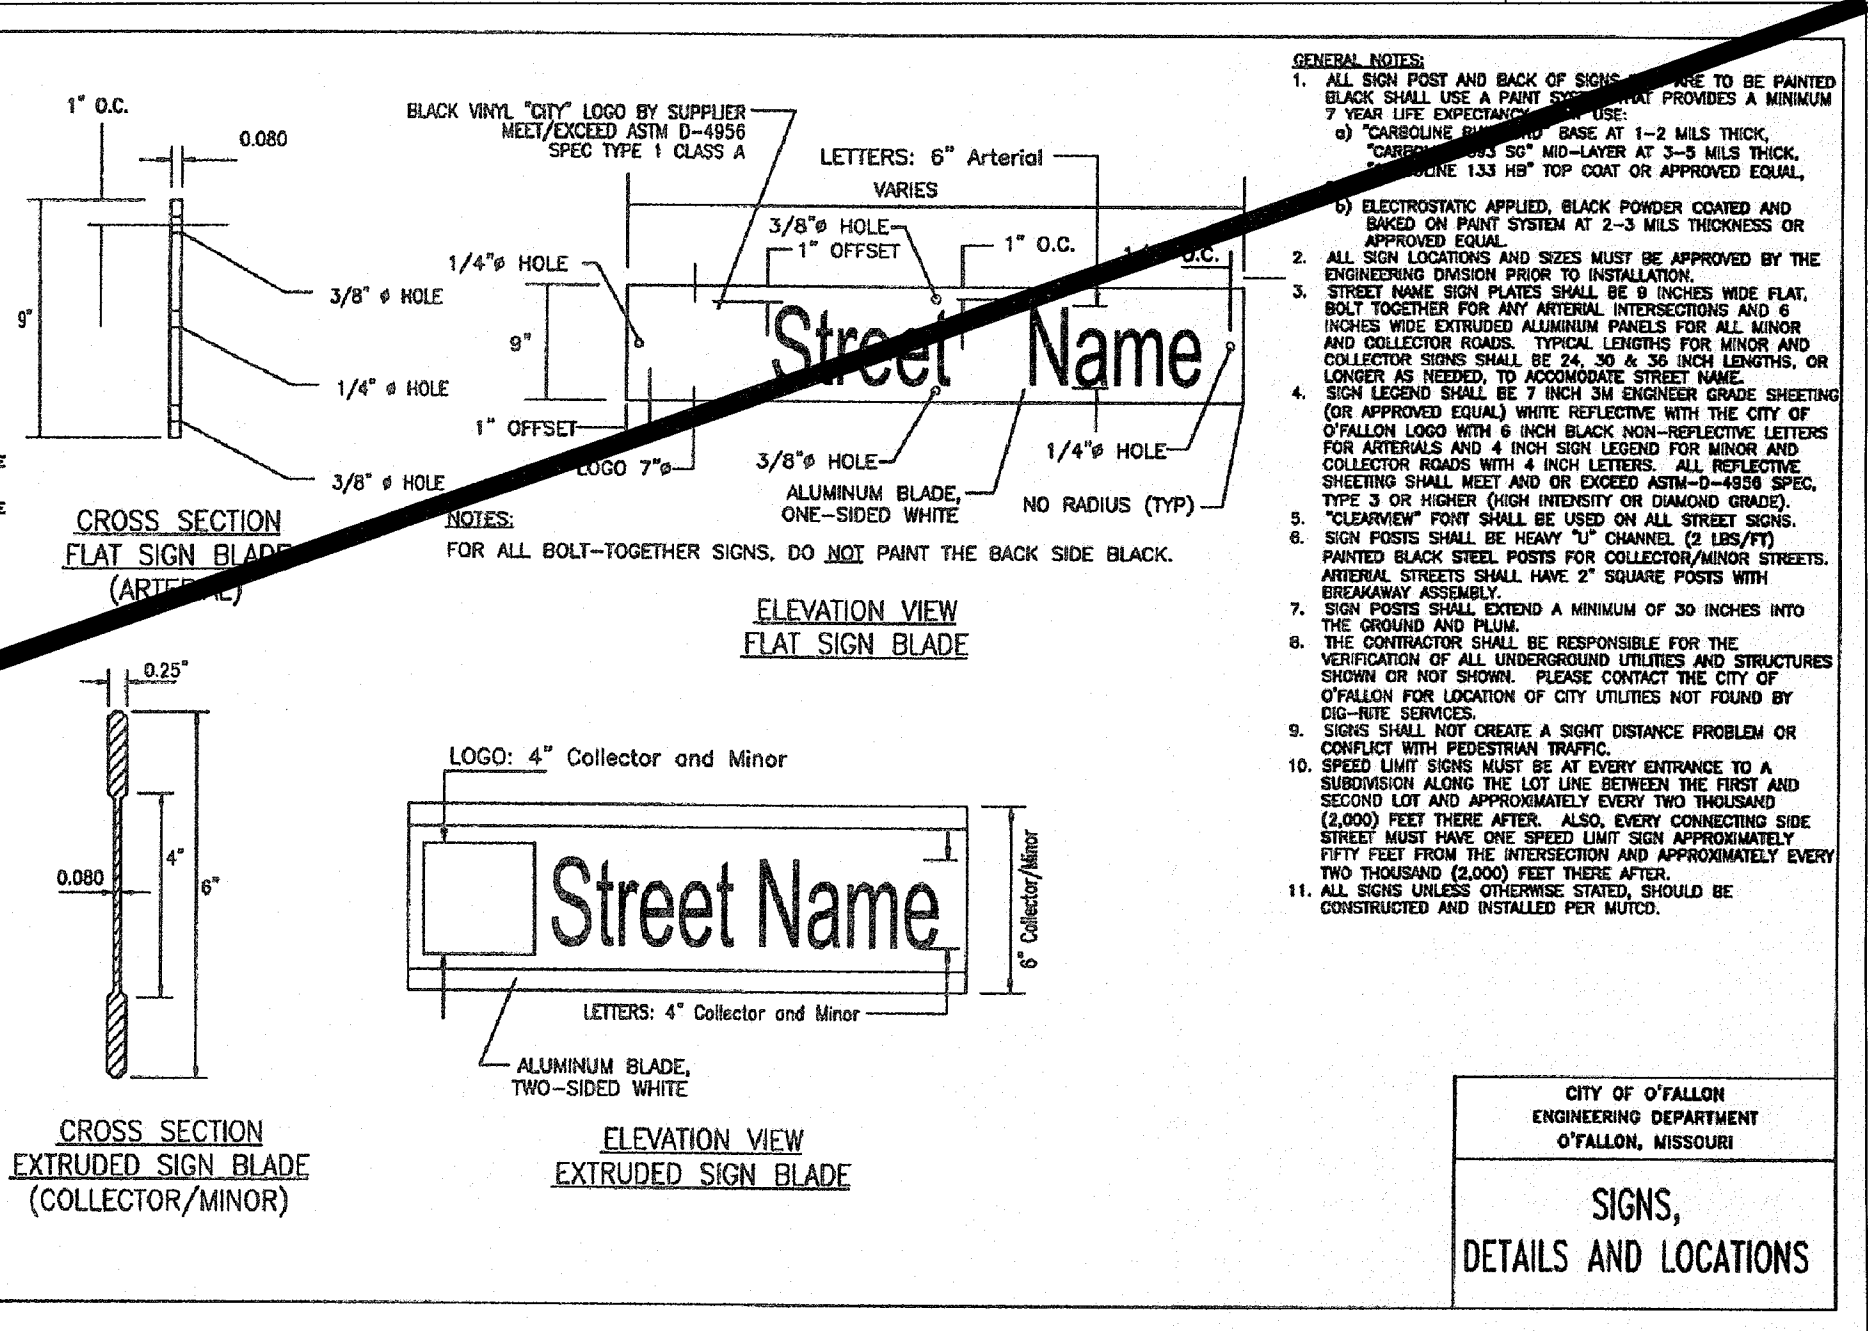 1" O.C.
0.080
9"
3/8" ø HOLE
1/4" ø HOLE
3/8" ø HOLE
CROSS SECTION
FLAT SIGN BLADE
(ARTERIAL)
BLACK VINYL "CITY" LOGO BY SUPPLIER
MEET/EXCEED ASTM D-4956
SPEC TYPE 1 CLASS A
LETTERS: 6" Arterial
VARIES
3/8"ø HOLE
1" OFFSET
1" O.C.
O.C.
1/4"ø HOLE
9"
Street Name
1" OFFSET
LOGO 7"ø
3/8"ø HOLE
1/4"ø HOLE
ALUMINUM BLADE,
ONE-SIDED WHITE
NO RADIUS (TYP)
NOTES:
FOR ALL BOLT-TOGETHER SIGNS, DO NOT PAINT THE BACK SIDE BLACK.
ELEVATION VIEW
FLAT SIGN BLADE
0.25"
0.080
4"
6"
CROSS SECTION
EXTRUDED SIGN BLADE
(COLLECTOR/MINOR)
LOGO: 4" Collector and Minor
Street Name
6" Collector/Minor
LETTERS: 4" Collector and Minor
ALUMINUM BLADE,
TWO-SIDED WHITE
ELEVATION VIEW
EXTRUDED SIGN BLADE
GENERAL NOTES:
1. ALL SIGN POST AND BACK OF SIGNS ARE TO BE PAINTED
BLACK SHALL USE A PAINT THAT PROVIDES A MINIMUM
7 YEAR LIFE EXPECTANCY USE:
a) "CARBOLINE BASE AT 1-2 MILS THICK,
SG" MID-LAYER AT 3-5 MILS THICK,
133 HB" TOP COAT OR APPROVED EQUAL,
b) ELECTROSTATIC APPLIED, BLACK POWDER COATED AND
BAKED ON PAINT SYSTEM AT 2-3 MILS THICKNESS OR
APPROVED EQUAL.
2. ALL SIGN LOCATIONS AND SIZES MUST BE APPROVED BY THE
ENGINEERING DIVISION PRIOR TO INSTALLATION.
3. STREET NAME SIGN PLATES SHALL BE 9 INCHES WIDE FLAT,
BOLT TOGETHER FOR ANY ARTERIAL INTERSECTIONS AND 6
INCHES WIDE EXTRUDED ALUMINUM PANELS FOR ALL MINOR
AND COLLECTOR ROADS. TYPICAL LENGTHS FOR MINOR AND
COLLECTOR SIGNS SHALL BE 24, 30 & 36 INCH LENGTHS, OR
LONGER AS NEEDED, TO ACCOMODATE STREET NAME.
4. SIGN LEGEND SHALL BE 7 INCH 3M ENGINEER GRADE SHEETING
(OR APPROVED EQUAL) WHITE REFLECTIVE WITH THE CITY OF
O'FALLON LOGO WITH 6 INCH BLACK NON-REFLECTIVE LETTERS
FOR ARTERIALS AND 4 INCH SIGN LEGEND FOR MINOR AND
COLLECTOR ROADS WITH 4 INCH LETTERS. ALL REFLECTIVE
SHEETING SHALL MEET AND OR EXCEED ASTM-D-4956 SPEC,
TYPE 3 OR HIGHER (HIGH INTENSITY OR DIAMOND GRADE).
5. "CLEARVIEW" FONT SHALL BE USED ON ALL STREET SIGNS.
6. SIGN POSTS SHALL BE HEAVY "U" CHANNEL (2 LBS/FT)
PAINTED BLACK STEEL POSTS FOR COLLECTOR/MINOR STREETS.
ARTERIAL STREETS SHALL HAVE 2" SQUARE POSTS WITH
BREAKAWAY ASSEMBLY.
7. SIGN POSTS SHALL EXTEND A MINIMUM OF 30 INCHES INTO
THE GROUND AND PLUM.
8. THE CONTRACTOR SHALL BE RESPONSIBLE FOR THE
VERIFICATION OF ALL UNDERGROUND UTILITIES AND STRUCTURES
SHOWN OR NOT SHOWN. PLEASE CONTACT THE CITY OF
O'FALLON FOR LOCATION OF CITY UTILITIES NOT FOUND BY
DIG-RITE SERVICES.
9. SIGNS SHALL NOT CREATE A SIGHT DISTANCE PROBLEM OR
CONFLICT WITH PEDESTRIAN TRAFFIC.
10. SPEED LIMIT SIGNS MUST BE AT EVERY ENTRANCE TO A
SUBDIVISION ALONG THE LOT LINE BETWEEN THE FIRST AND
SECOND LOT AND APPROXIMATELY EVERY TWO THOUSAND
(2,000) FEET THERE AFTER. ALSO, EVERY CONNECTING SIDE
STREET MUST HAVE ONE SPEED LIMIT SIGN APPROXIMATELY
FIFTY FEET FROM THE INTERSECTION AND APPROXIMATELY EVERY
TWO THOUSAND (2,000) FEET THERE AFTER.
11. ALL SIGNS UNLESS OTHERWISE STATED, SHOULD BE
CONSTRUCTED AND INSTALLED PER MUTCD.
CITY OF O'FALLON
ENGINEERING DEPARTMENT
O'FALLON, MISSOURI
SIGNS,
DETAILS AND LOCATIONS